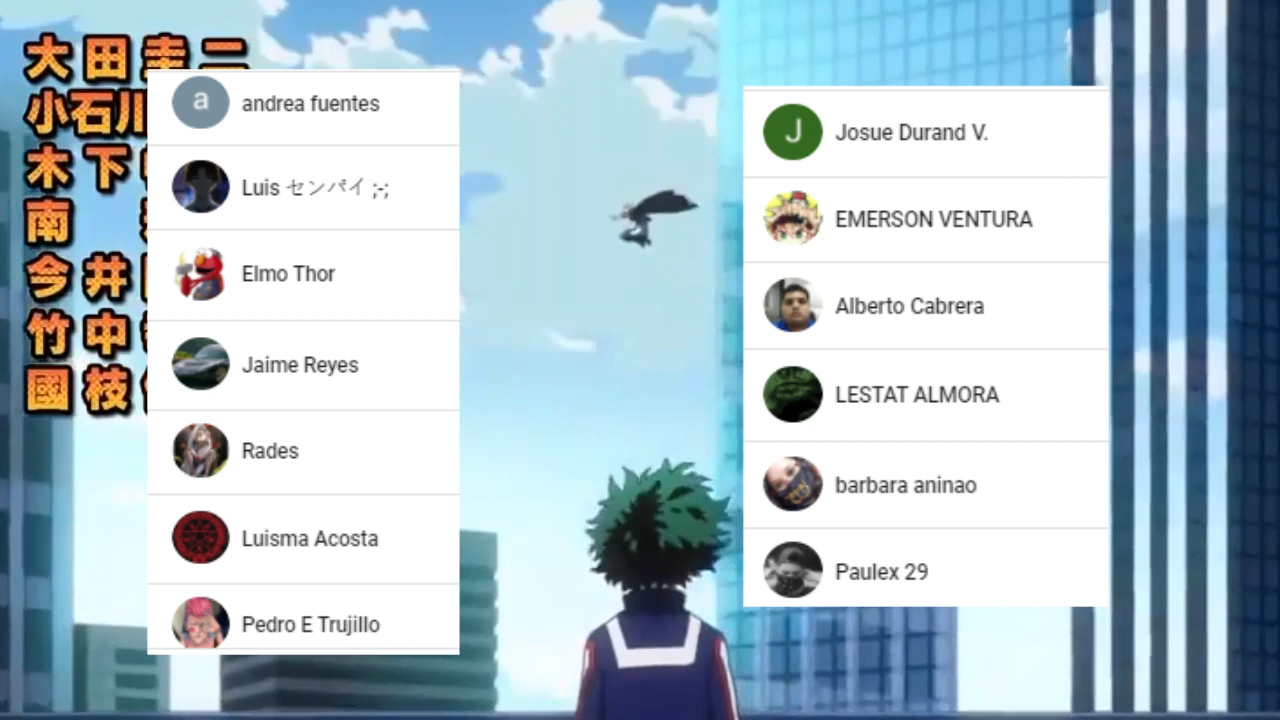 大田圭二
小石川
木下
南
今井
竹中
國枝
a
andrea fuentes
Luis センパイ ;-;
Elmo Thor
Jaime Reyes
Rades
Luisma Acosta
Pedro E Trujillo
J
Josue Durand V.
EMERSON VENTURA
Alberto Cabrera
LESTAT ALMORA
barbara aninao
Paulex 29